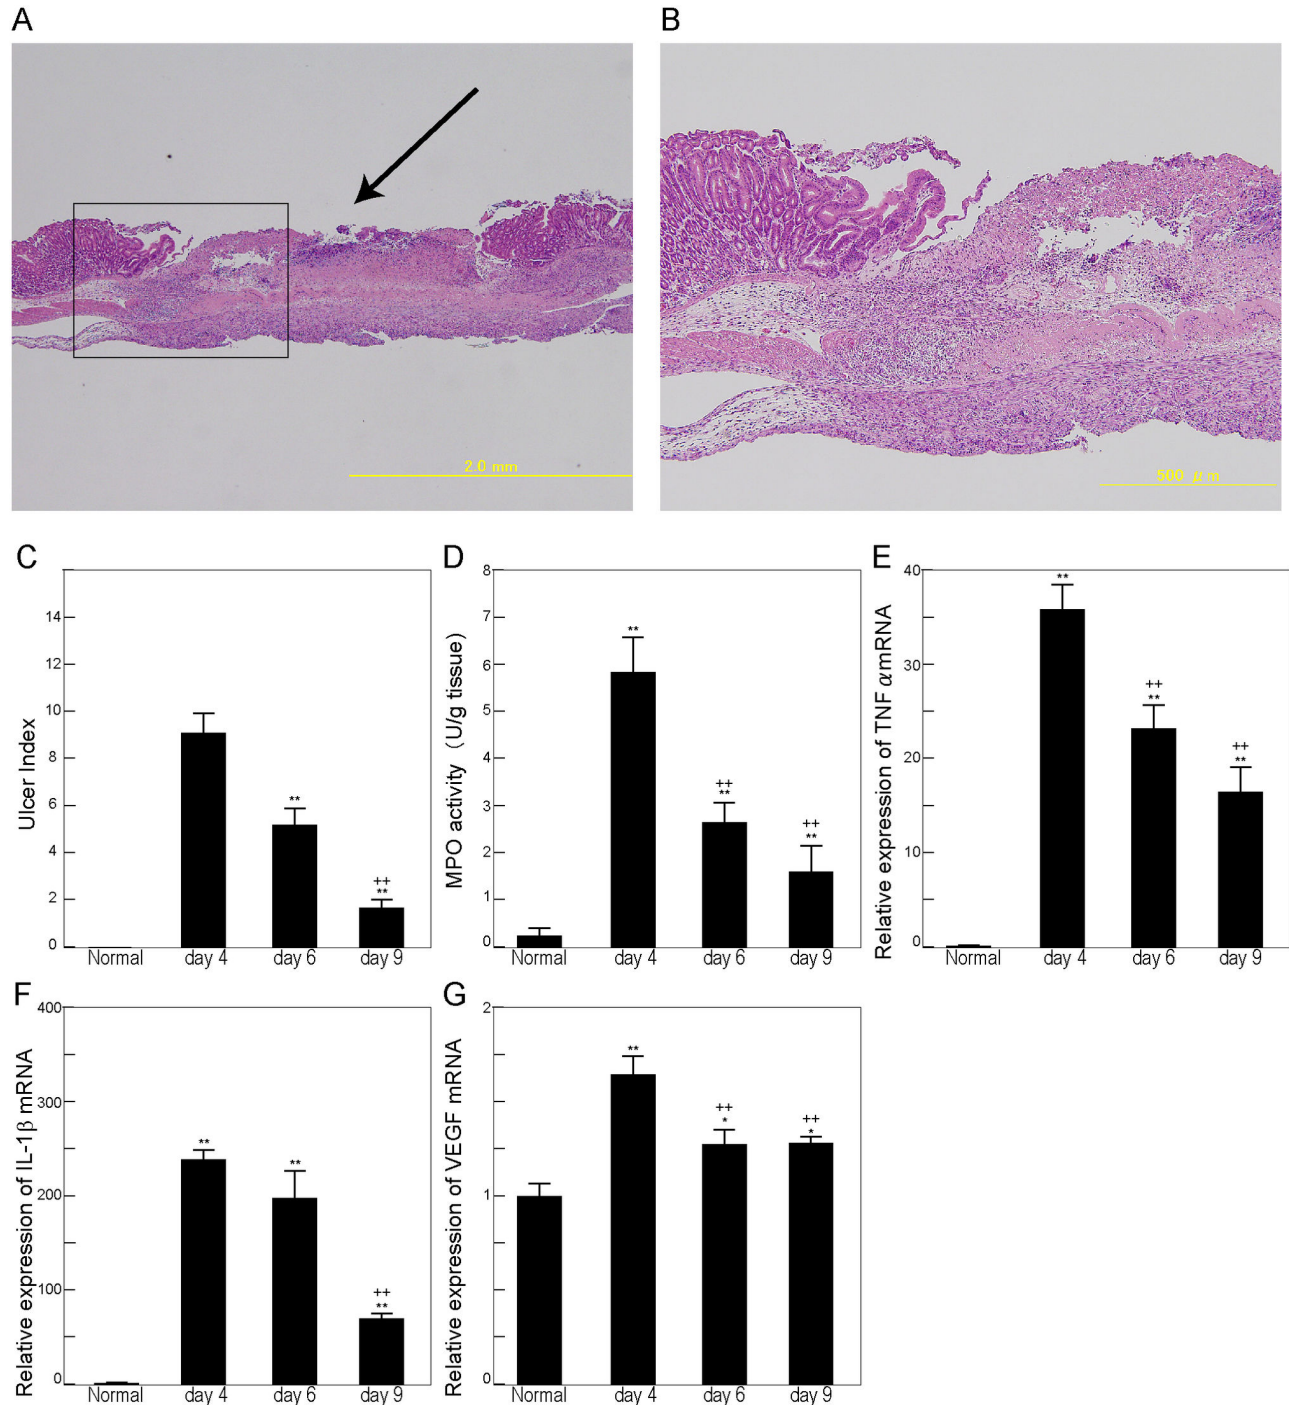 A
B
2.0 mm
500 μm
C
Ulcer Index
14
12
10
8
6
4
2
0
**
++
**
Normal day 4 day 6 day 9
D
MPO activity (U/g tissue)
8
7
6
5
4
3
2
1
0
**
++
**
++
**
Normal day 4 day 6 day 9
E
Relative expression of TNF αmRNA
40
30
20
10
0
**
++
**
++
**
Normal day 4 day 6 day 9
F
Relative expression of IL-1β mRNA
400
300
200
100
0
**
**
++
**
Normal day 4 day 6 day 9
G
Relative expression of VEGF mRNA
2
1
0
**
++
*
++
*
Normal day 4 day 6 day 9